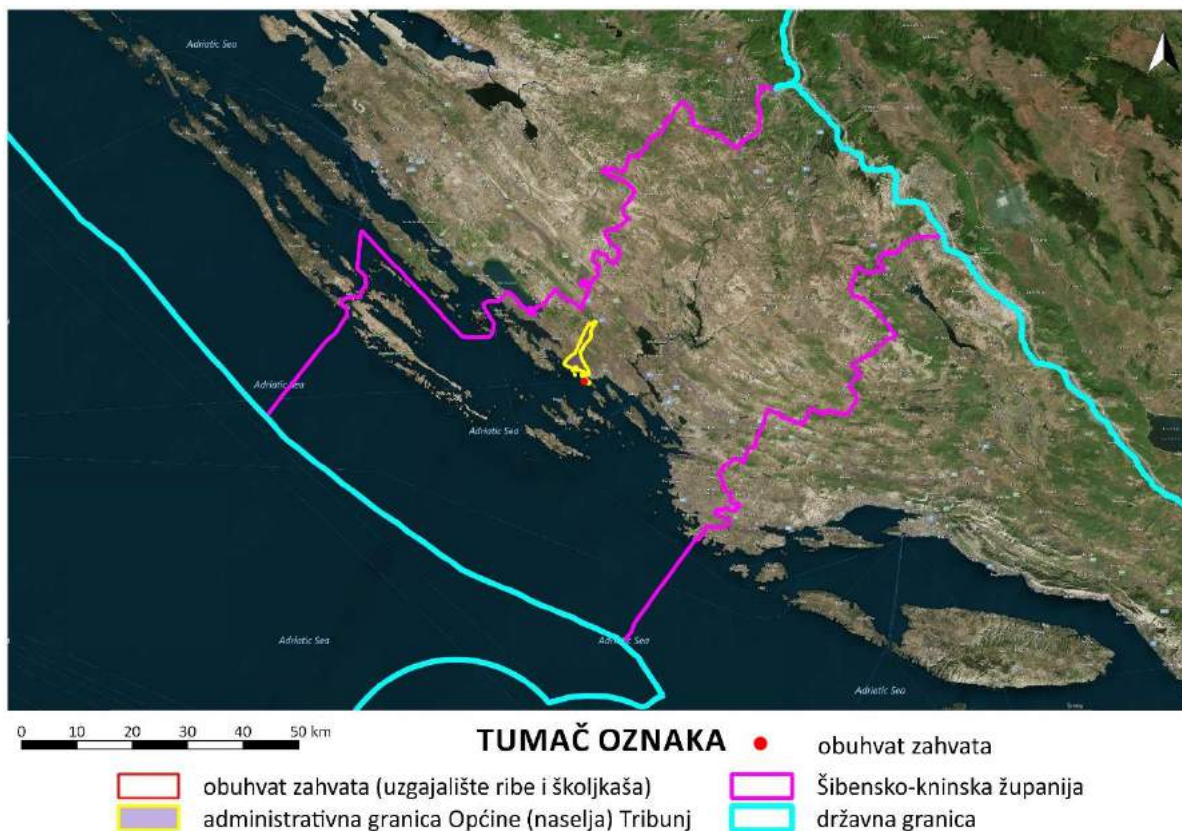 Adriatic Sea
Adriatic Sea
Adriatic Sea
Adriatic Sea
Adriatic Sea
Adriatic Sea
0 10 20 30 40 50 km
TUMAČ OZNAKA
obuhvat zahvata
obuhvat zahvata (uzgajalište ribe i školjkaša)
Šibensko-kninska županija
administrativna granica Općine (naselja) Tribunj
državna granica